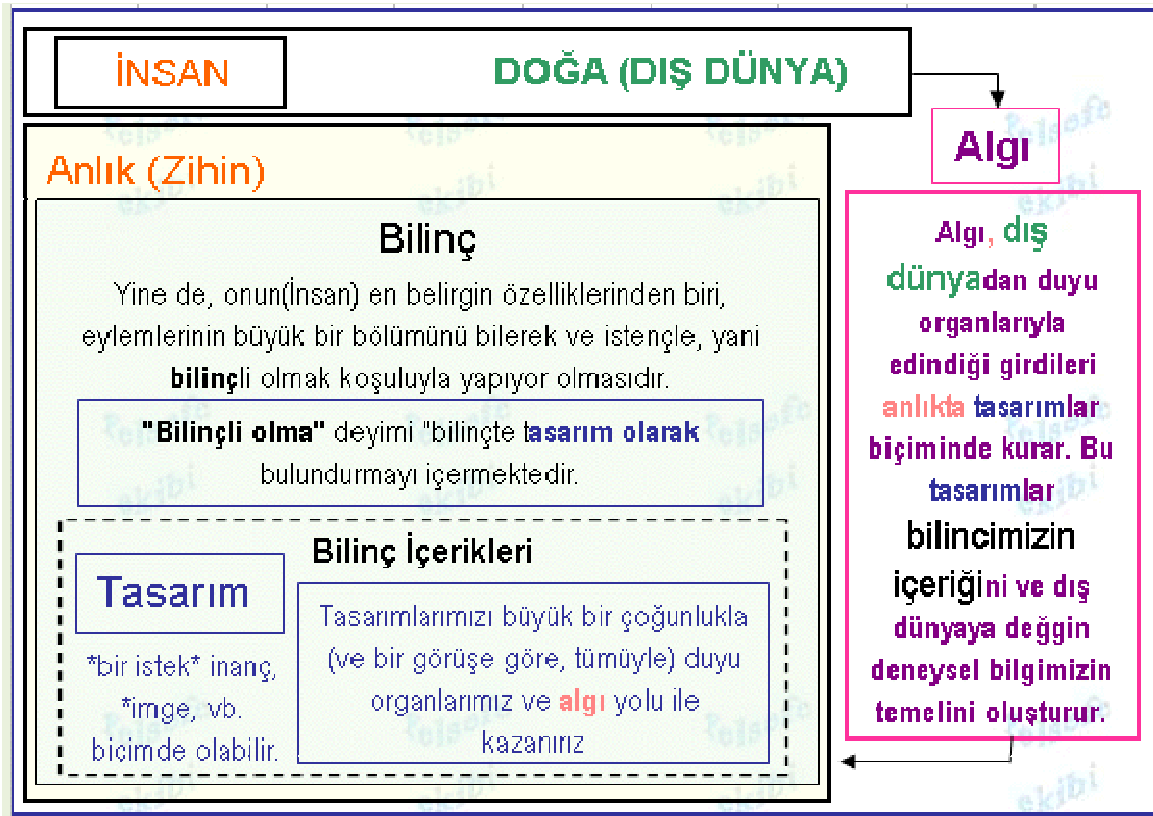 İNSAN
DOĞA (DIŞ DÜNYA)
Algı
Anlık (Zihin)
Bilinç
Yine de, onun(İnsan) en belirgin özelliklerinden biri,
eylemlerinin büyük bir bölümünü bilerek ve istençle, yani
bilinçli olmak koşuluyla yapıyor olmasıdır.
"Bilinçli olma" deyimi "bilinçte tasarım olarak
bulundurmayı içermektedir.
Bilinç İçerikleri
Tasarım
*bir istek* inanç,
*imge, vb.
biçimde olabilir.
Tasarımlarımızı büyük bir çoğunlukla
(ve bir görüşe göre, tümüyle) duyu
organlarımız ve algı yolu ile
kazanırız
Algı, dış
dünyadan duyu
organlarıyla
edindiği girdileri
anlıkta tasarımlar
biçiminde kurar. Bu
tasarımlar
bilincimizin
içeriğini ve dış
dünyaya değgin
deneysel bilgimizin
temelini oluşturur.